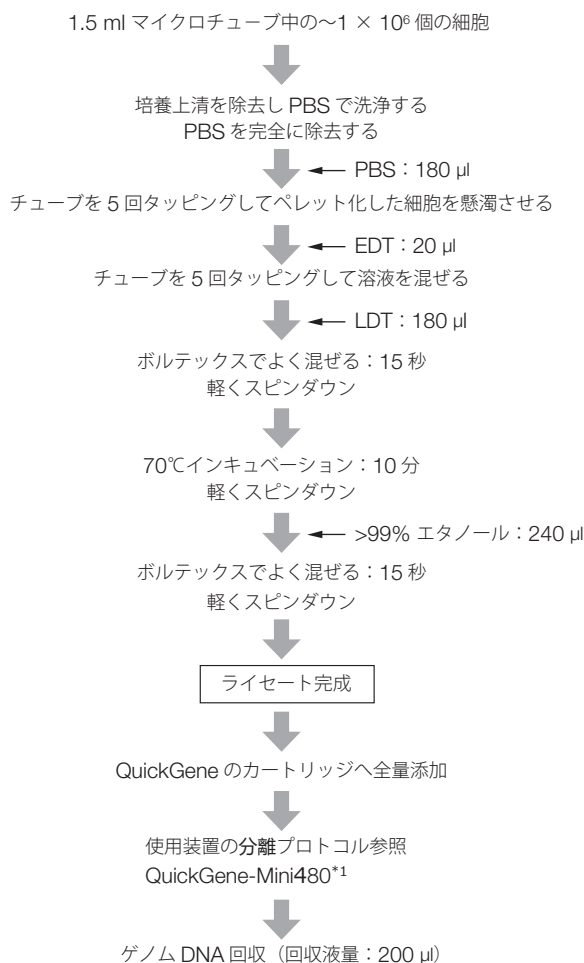 1.5 ml マイクロチューブ中の〜1 × 10⁶ 個の細胞
培養上清を除去し PBS で洗浄する
PBS を完全に除去する
PBS：180 μl
チューブを 5 回タッピングしてペレット化した細胞を懸濁させる
EDT：20 μl
チューブを 5 回タッピングして溶液を混ぜる
LDT：180 μl
ボルテックスでよく混ぜる：15 秒
軽くスピンダウン
70℃インキュベーション：10 分
軽くスピンダウン
>99% エタノール：240 μl
ボルテックスでよく混ぜる：15 秒
軽くスピンダウン
ライセート完成
QuickGene のカートリッジへ全量添加
使用装置の分離プロトコル参照
QuickGene-Mini480*1
ゲノム DNA 回収（回収液量：200 μl）